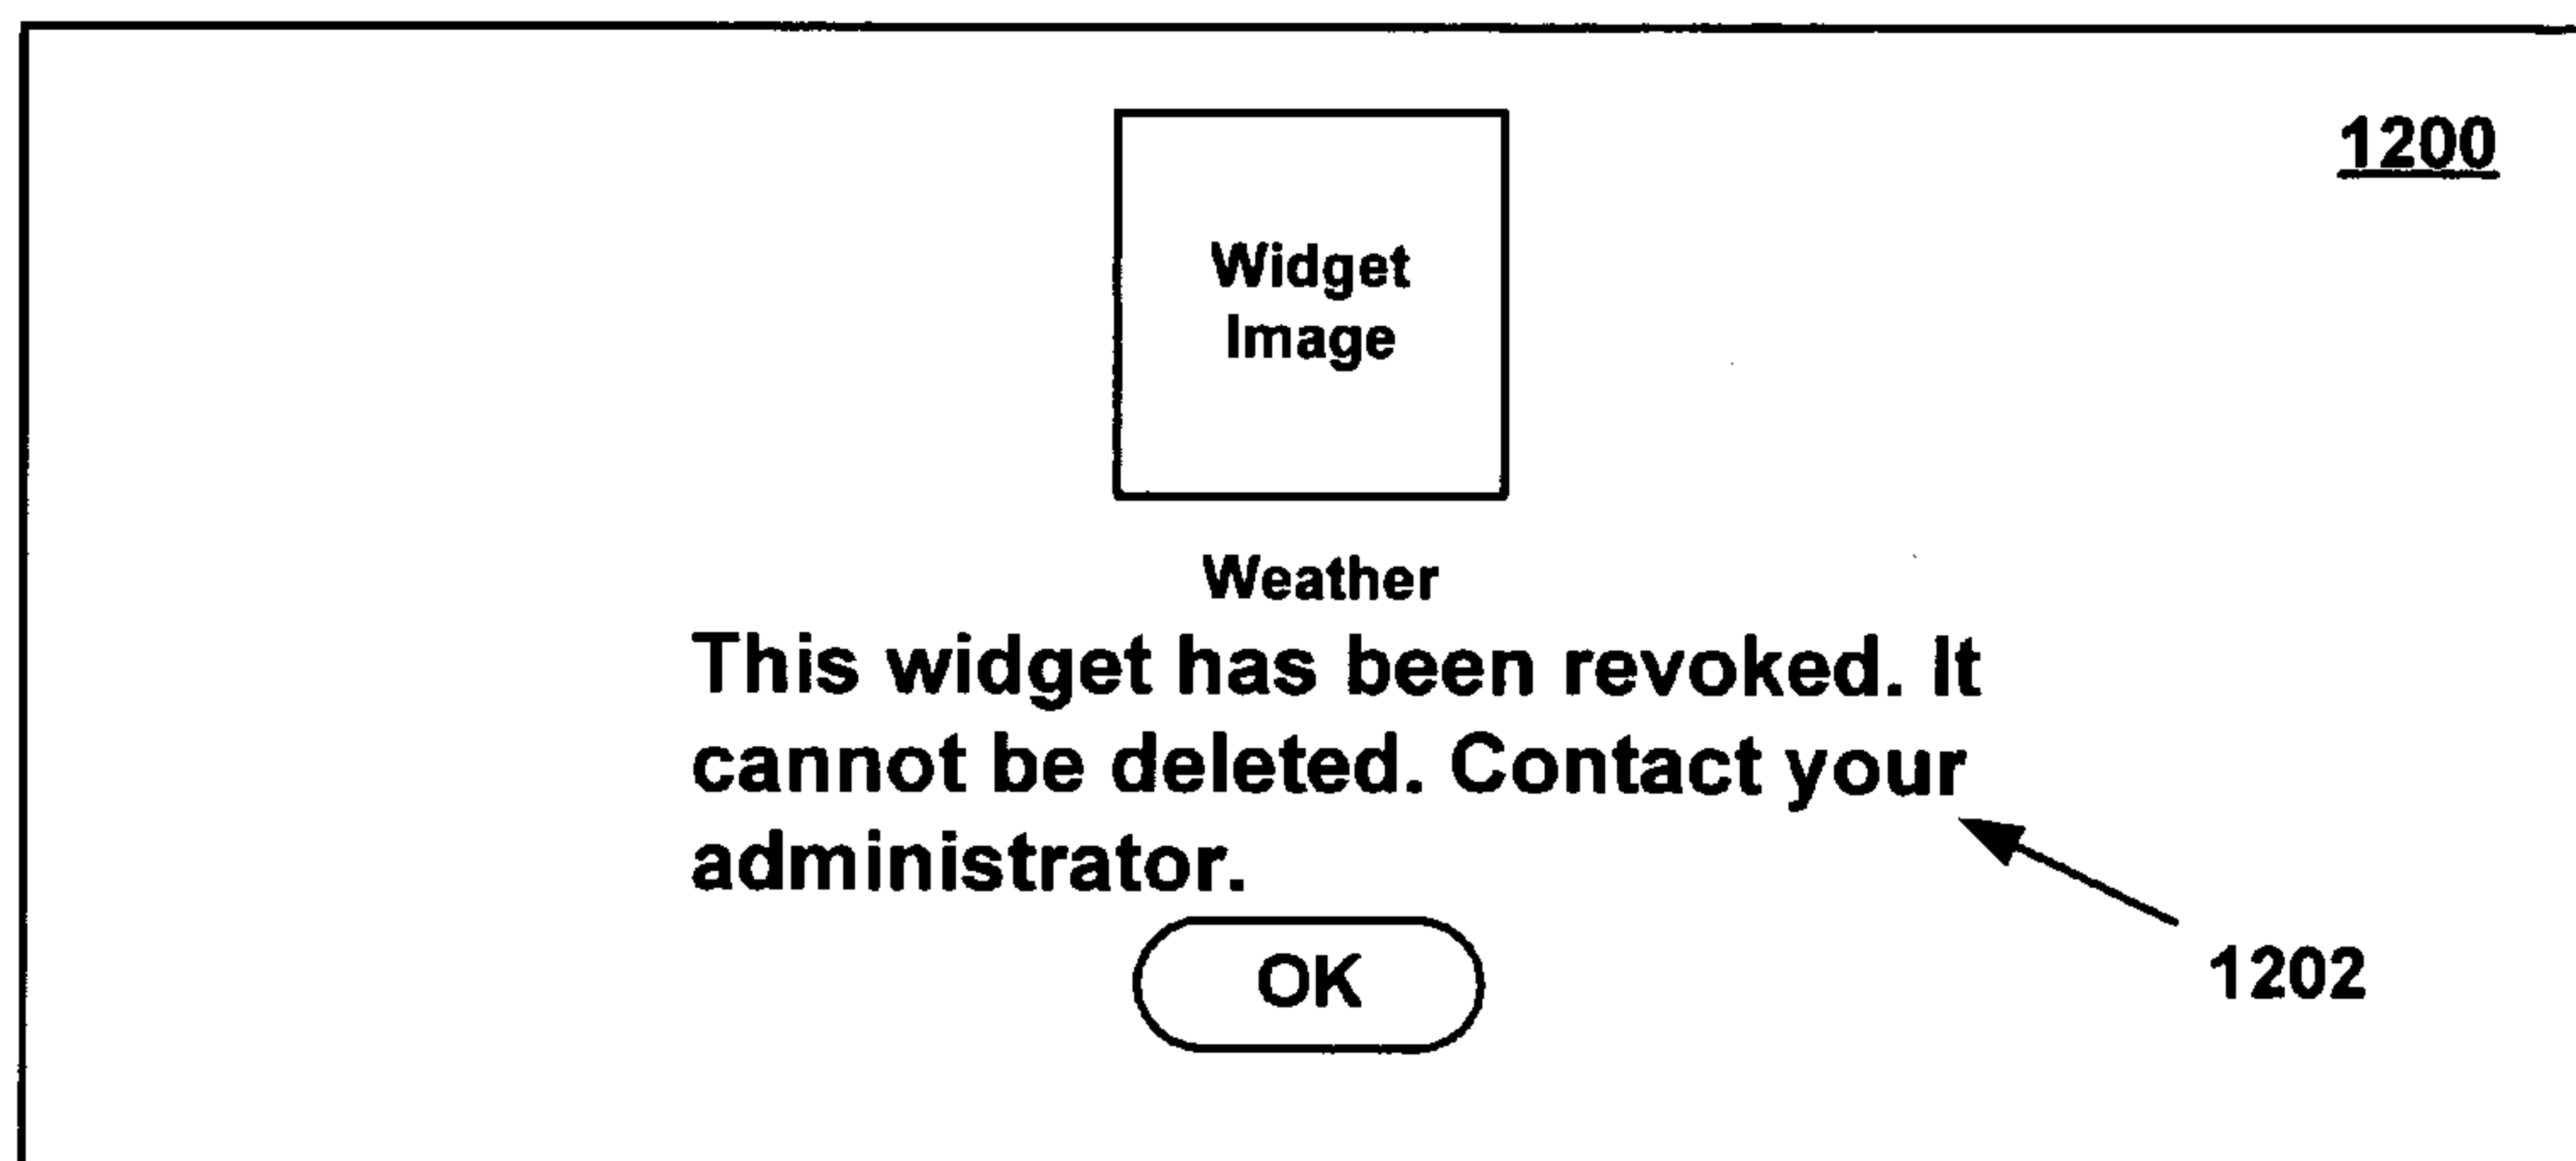 1200
Widget
Image
Weather
This widget has been revoked. It
cannot be deleted. Contact your
administrator.
OK
1202